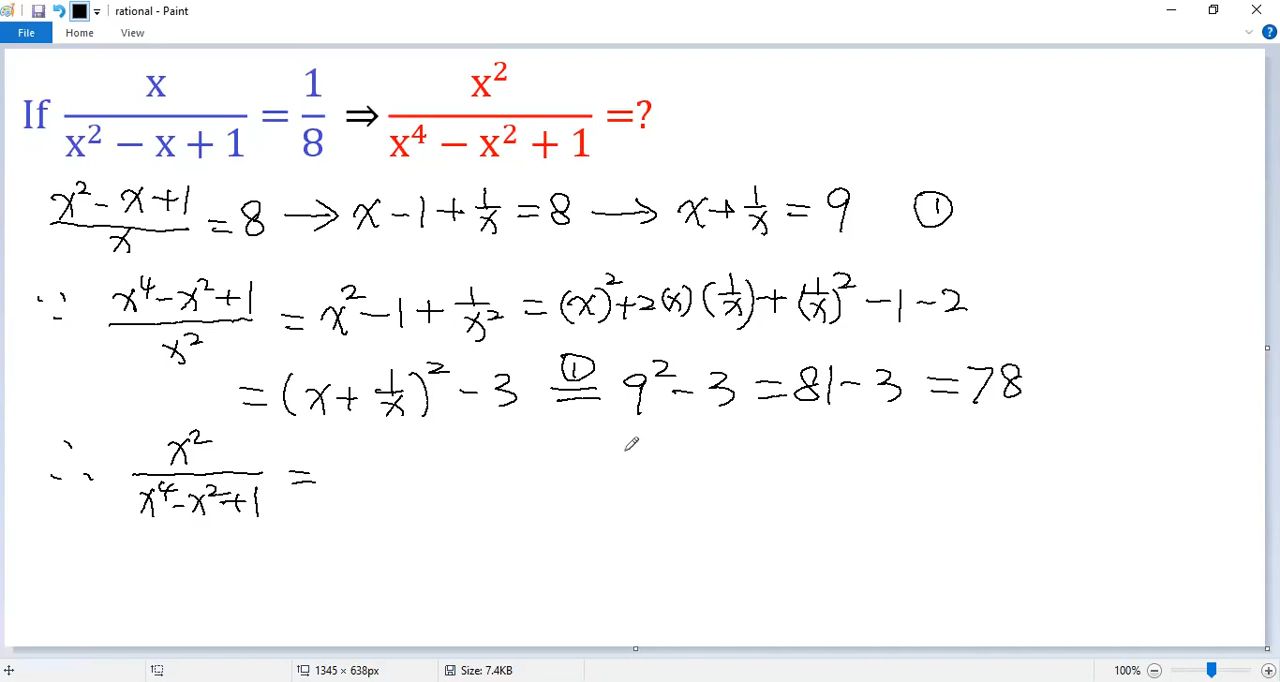 rational - Paint
File Home View
If x/(x² − x + 1) = 1/8 ⇒ x²/(x⁴ − x² + 1) =?
(x² - x + 1)/x = 8 → x - 1 + 1/x = 8 → x + 1/x = 9 ①
∵ (x⁴ - x² + 1)/x² = x² - 1 + 1/x² = (x)² + 2(x)(1/x) + (1/x)² - 1 - 2
= (x + 1/x)² - 3 ①= 9² - 3 = 81 - 3 = 78
∴ x²/(x⁴ - x² + 1) =
1345 × 638px Size: 7.4KB 100%